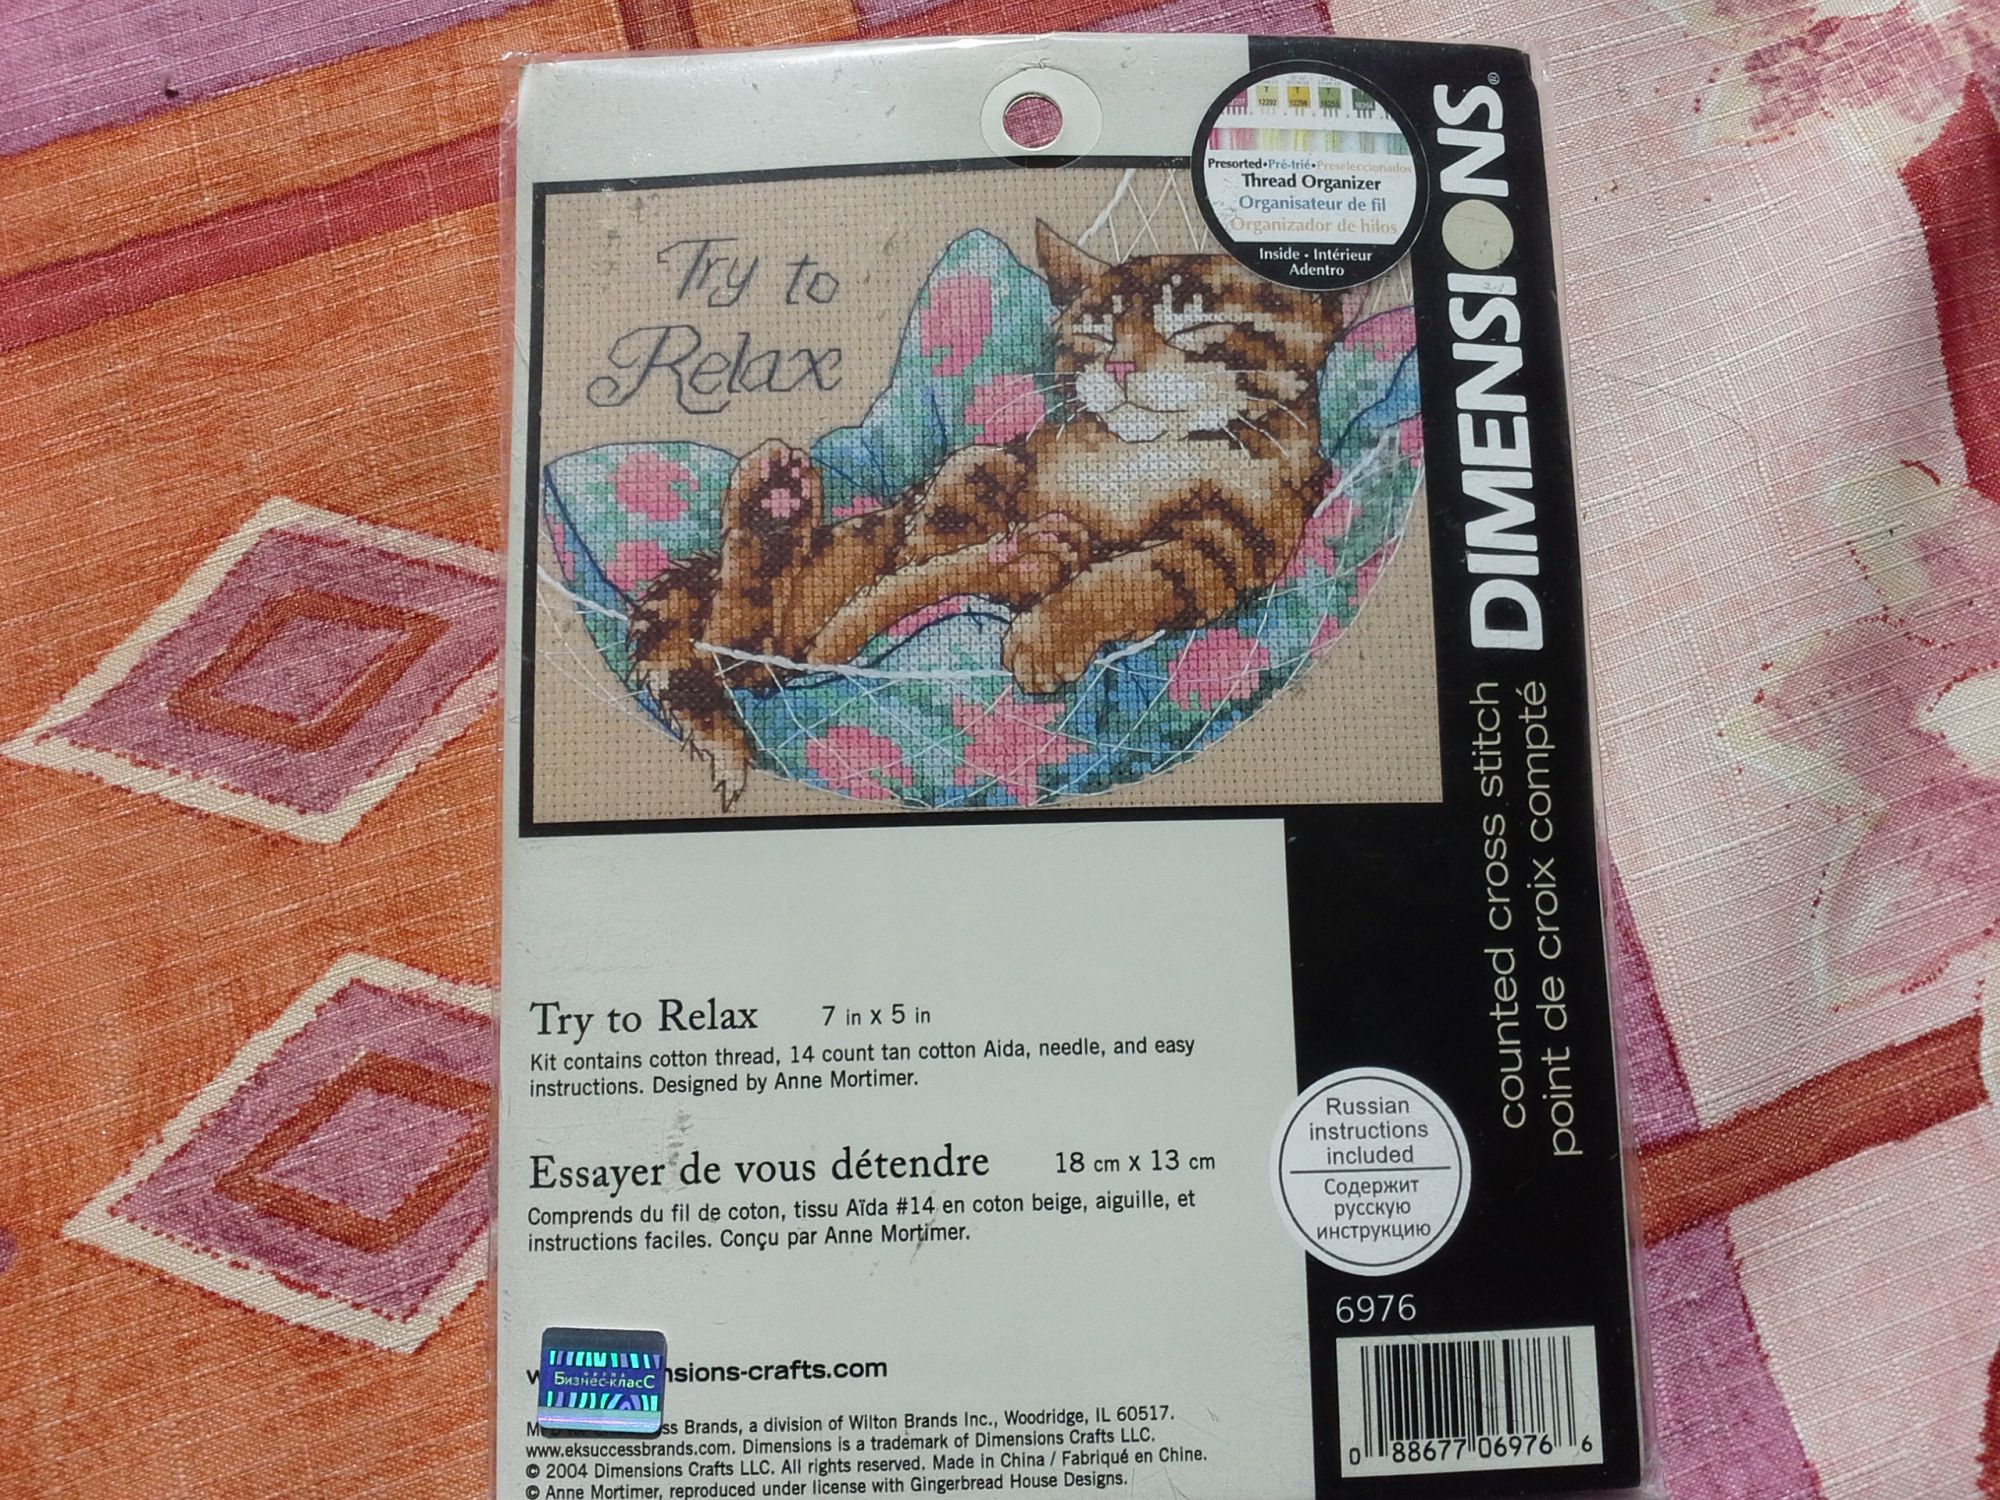 Presorted•Pré-trié•Preseleccionados
Thread Organizer
Organisateur de fil
Organizador de hilos
Inside • Intérieur
Adentro
Try to
Relax
DIMENSIONS®
counted cross stitch
point de croix compté
Try to Relax 7 in x 5 in
Kit contains cotton thread, 14 count tan cotton Aida, needle, and easy
instructions. Designed by Anne Mortimer.
Essayer de vous détendre 18 cm x 13 cm
Comprends du fil de coton, tissu Aïda #14 en coton beige, aiguille, et
instructions faciles. Conçu par Anne Mortimer.
Russian
instructions
included
Содержит
русскую
инструкцию
6976
0 88677 06976 6
nsions-crafts.com
Бизнес-классС
ss Brands, a division of Wilton Brands Inc., Woodridge, IL 60517.
www.eksuccessbrands.com. Dimensions is a trademark of Dimensions Crafts LLC.
© 2004 Dimensions Crafts LLC. All rights reserved. Made in China / Fabriqué en Chine.
© Anne Mortimer, reproduced under license with Gingerbread House Designs.